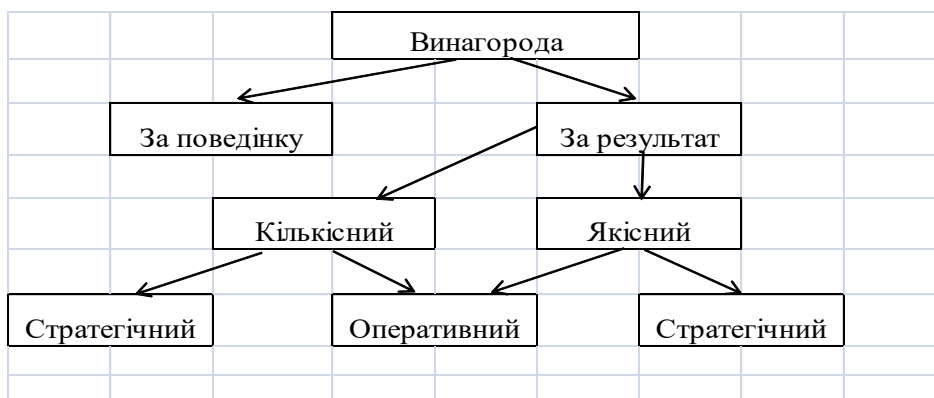 Винагорода
За поведінку
За результат
Кількісний
Якісний
Стратегічний
Оперативний
Стратегічний